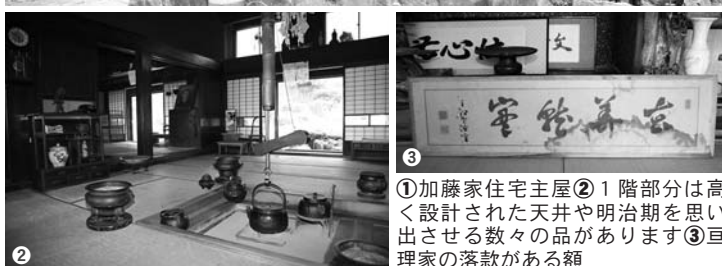 ②
文
③
①加藤家住宅主屋②１階部分は高
く設計された天井や明治期を思い
出させる数々の品があります③亘
理家の落款がある額